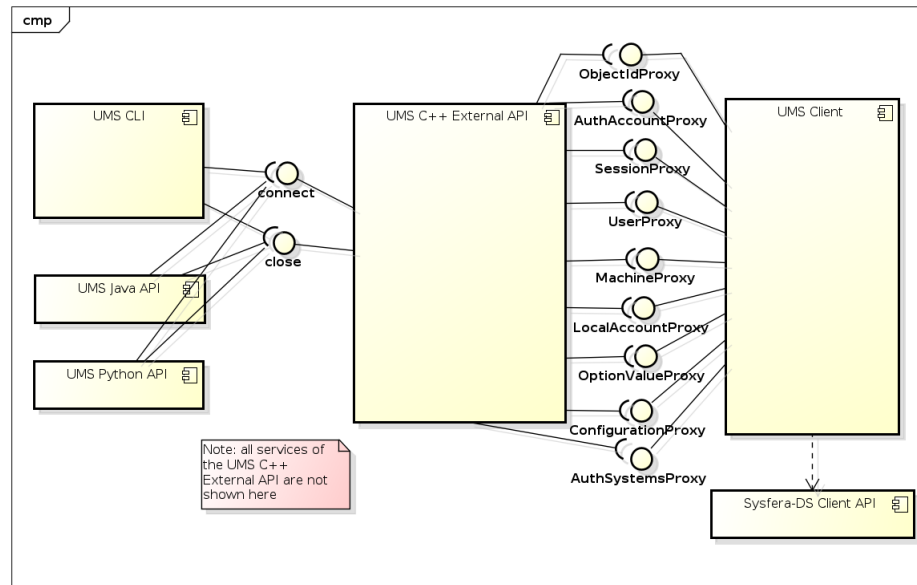 cmp
ObjectIdProxy
UMS CLI
UMS C++ External API
UMS Client
AuthAccountProxy
SessionProxy
connect
UserProxy
close
MachineProxy
UMS Java API
LocalAccountProxy
UMS Python API
OptionValueProxy
ConfigurationProxy
Note: all services of
the UMS C++
External API are not
shown here
AuthSystemsProxy
Sysfera-DS Client API